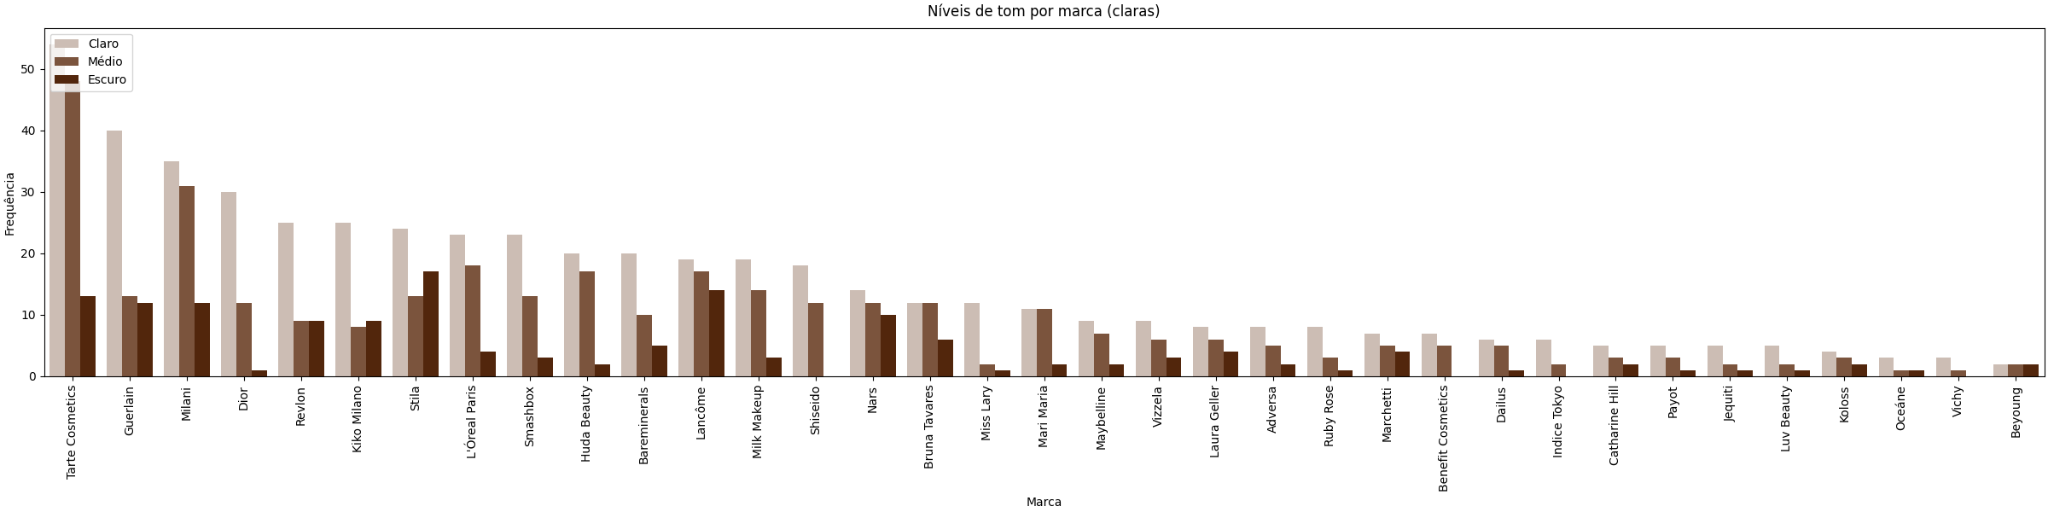 Níveis de tom por marca (claras)
Claro
Médio
Escuro
Frequência
50
40
30
20
10
0
Tarte Cosmetics
Guerlain
Milani
Dior
Revlon
Kiko Milano
Stila
L'Óreal Paris
Smashbox
Huda Beauty
Bareminerals
Lancôme
Milk Makeup
Shiseido
Nars
Bruna Tavares
Miss Lary
Mari Maria
Maybelline
Vizzela
Laura Geller
Adversa
Ruby Rose
Marchetti
Benefit Cosmetics
Dailus
Indice Tokyo
Catharine Hill
Payot
Jequiti
Luv Beauty
Koloss
Océane
Vichy
Beyoung
Marca